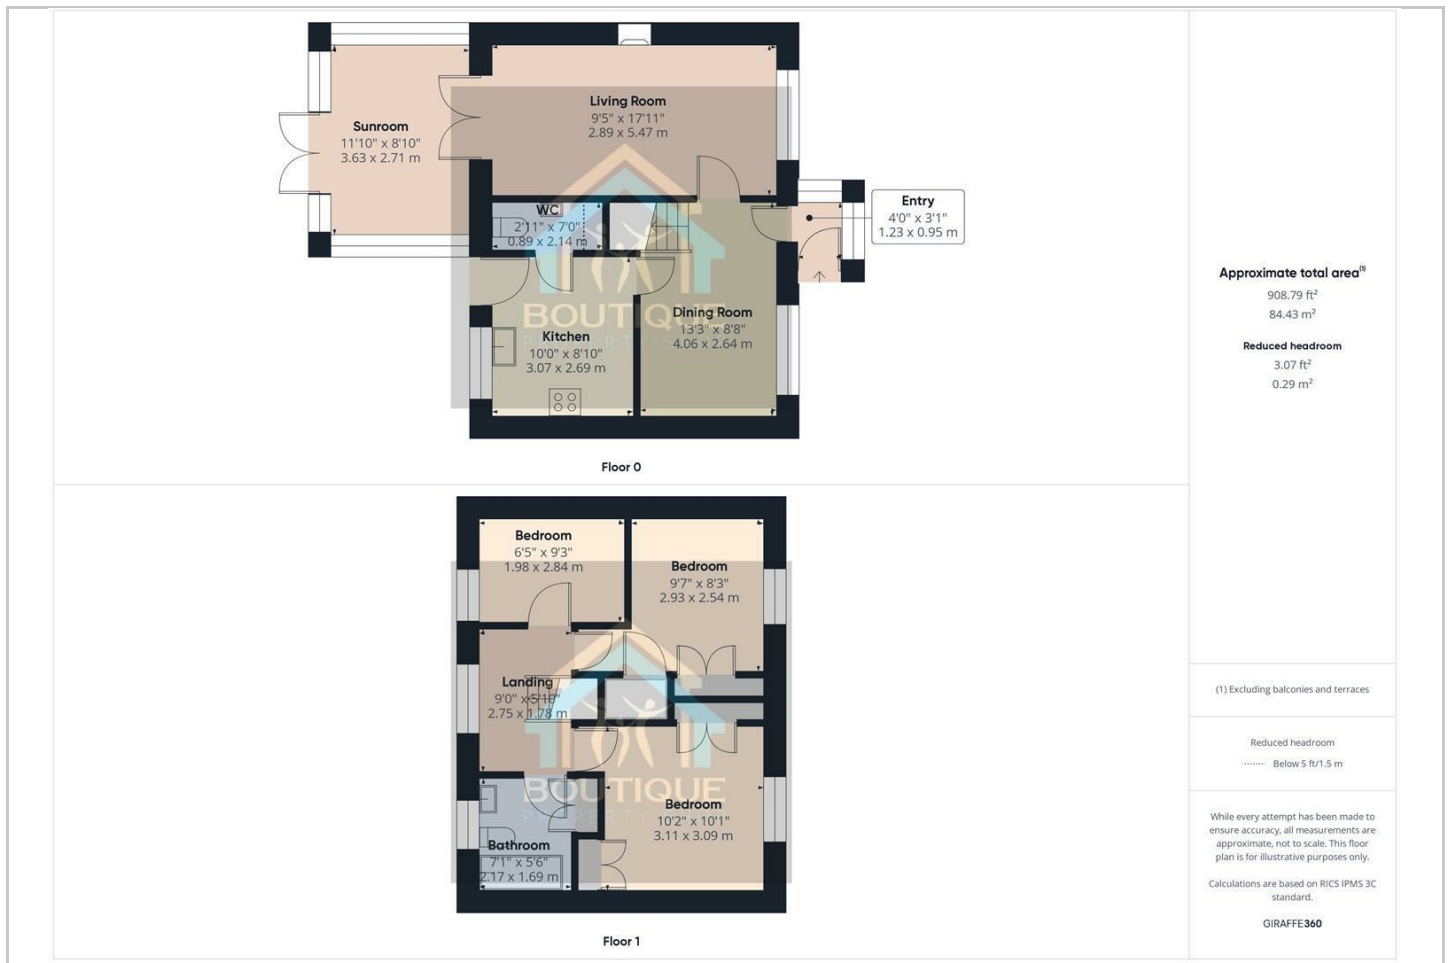 Living Room
9'5" x 17'11"
2.89 x 5.47 m
Sunroom
11'10" x 8'10"
3.63 x 2.71 m
WC
2'11" x 7'0"
0.89 x 2.14 m
Entry
4'0" x 3'1"
1.23 x 0.95 m
BOUTIQUE
Dining Room
13'3" x 8'8"
4.06 x 2.64 m
Kitchen
10'0" x 8'10"
3.07 x 2.69 m
Floor 0
Bedroom
6'5" x 9'3"
1.98 x 2.84 m
Bedroom
9'7" x 8'3"
2.93 x 2.54 m
Landing
9'0" x 5'10"
2.75 x 1.78 m
BOUTIQUE
Bedroom
10'2" x 10'1"
3.11 x 3.09 m
Bathroom
7'1" x 5'6"
2.17 x 1.69 m
Floor 1
Approximate total area(1)
908.79 ft²
84.43 m²
Reduced headroom
3.07 ft²
0.29 m²
(1) Excluding balconies and terraces
Reduced headroom
Below 5 ft/1.5 m
While every attempt has been made to
ensure accuracy, all measurements are
approximate, not to scale. This floor
plan is for illustrative purposes only.
Calculations are based on RICS IPMS 3C
standard.
GIRAFFE360